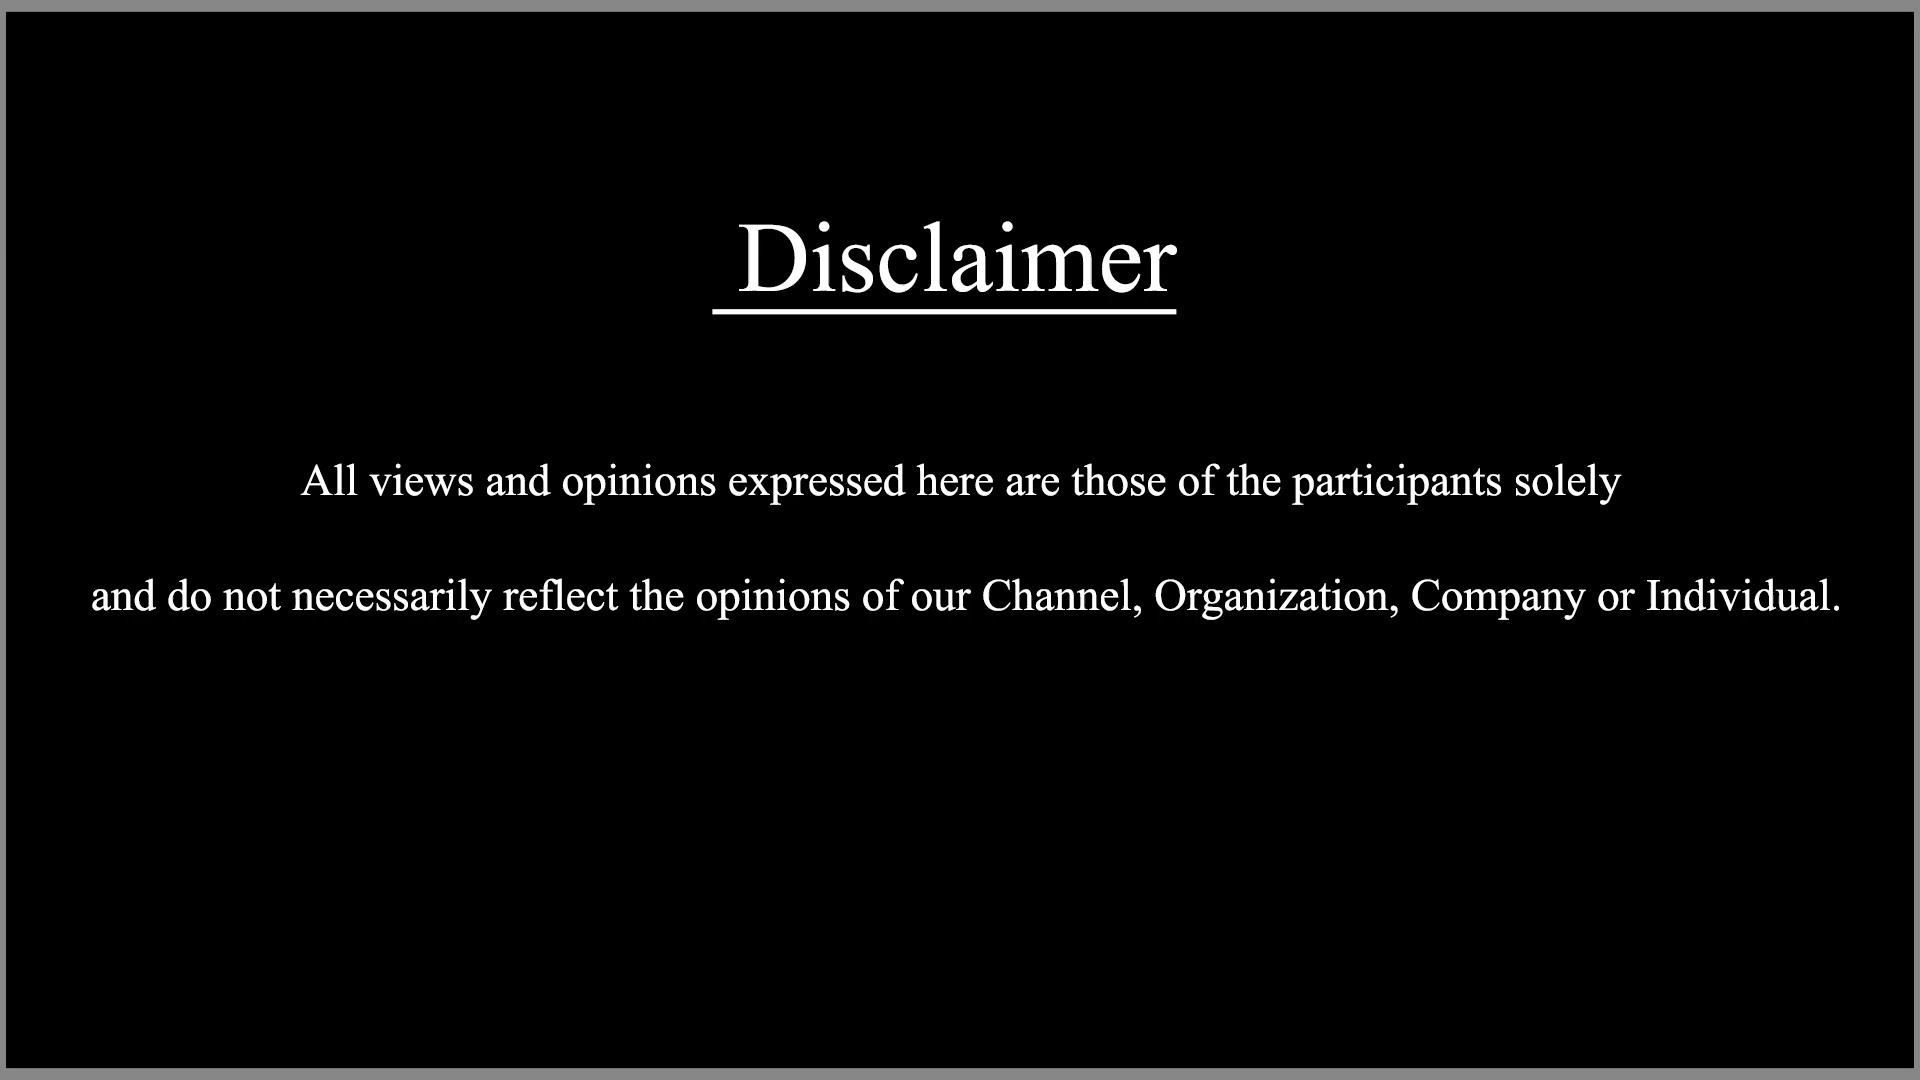 Disclaimer
All views and opinions expressed here are those of the participants solely
and do not necessarily reflect the opinions of our Channel, Organization, Company or Individual.